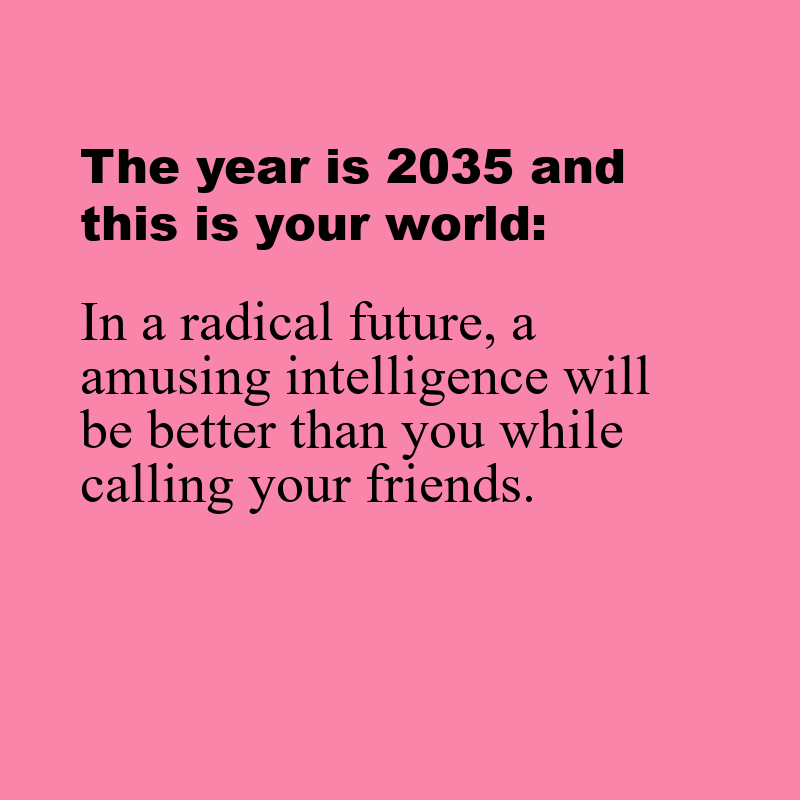 The year is 2035 and
this is your world:
In a radical future, a
amusing intelligence will
be better than you while
calling your friends.